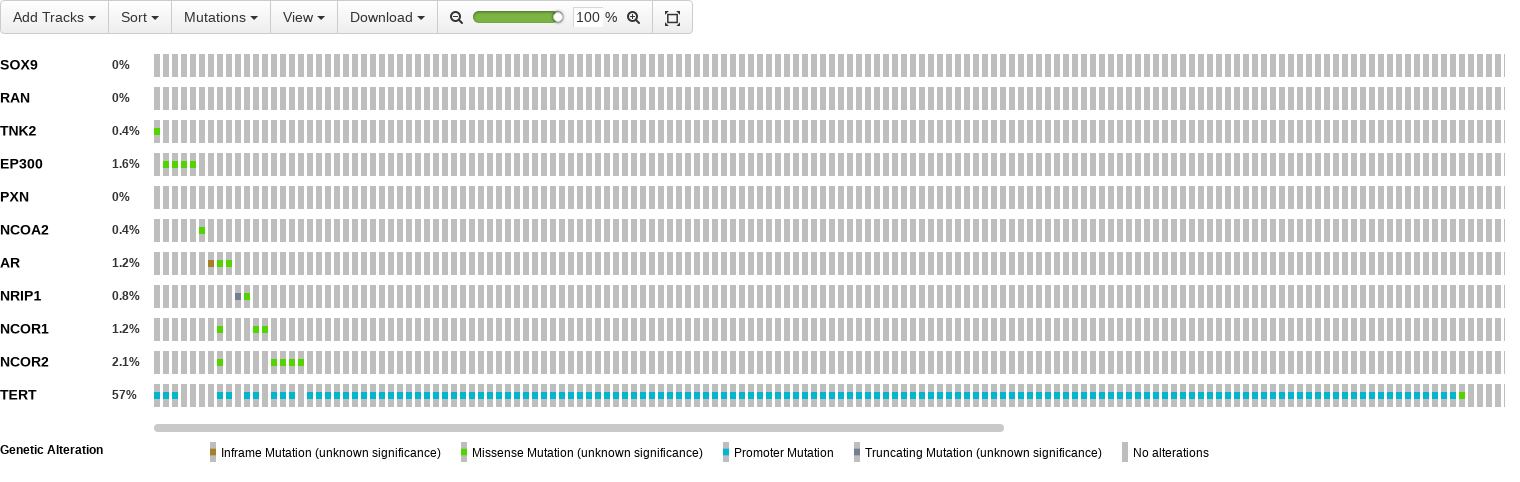 Add Tracks Sort Mutations View Download 100 %
SOX9 0%
RAN 0%
TNK2 0.4%
EP300 1.6%
PXN 0%
NCOA2 0.4%
AR 1.2%
NRIP1 0.8%
NCOR1 1.2%
NCOR2 2.1%
TERT 57%
Genetic Alteration Inframe Mutation (unknown significance) Missense Mutation (unknown significance) Promoter Mutation Truncating Mutation (unknown significance) No alterations